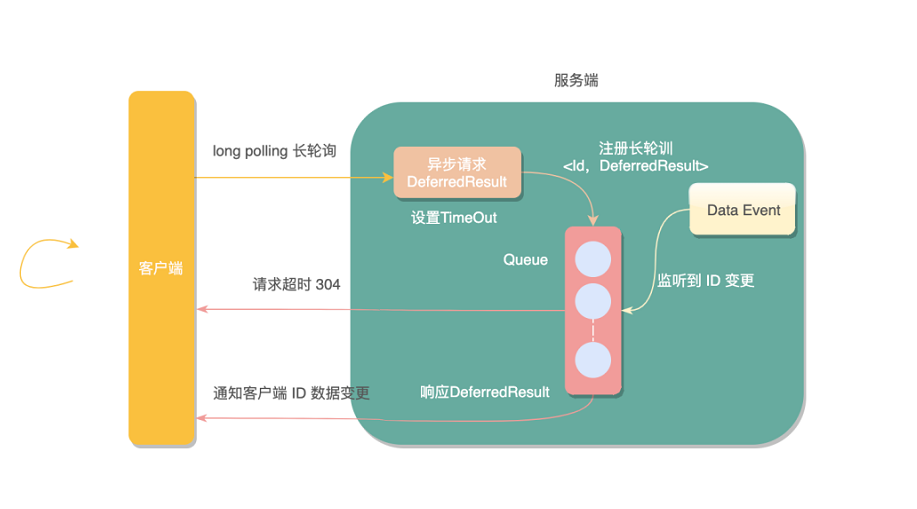 服务端
long polling 长轮询
异步请求
DeferredResult
注册长轮训
<Id，DeferredResult>
设置TimeOut
Data Event
Queue
客户端
请求超时 304
监听到 ID 变更
通知客户端 ID 数据变更
响应DeferredResult